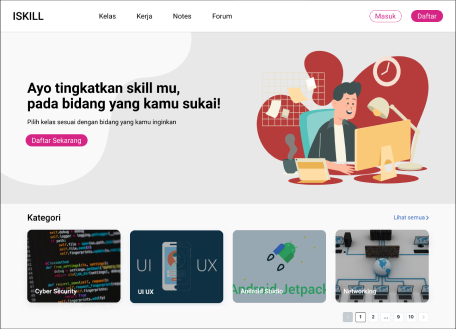 ISKILL Kelas Kerja Notes Forum Masuk Daftar
Ayo tingkatkan skill mu,
pada bidang yang kamu sukai!
Pilih kelas sesuai dengan bidang yang kamu inginkan
Daftar Sekarang
Kategori Lihat semua >
UI UX
Android Jetpack
Cyber Security UI UX Android Studio Networking
< 1 2 ... 9 10 >